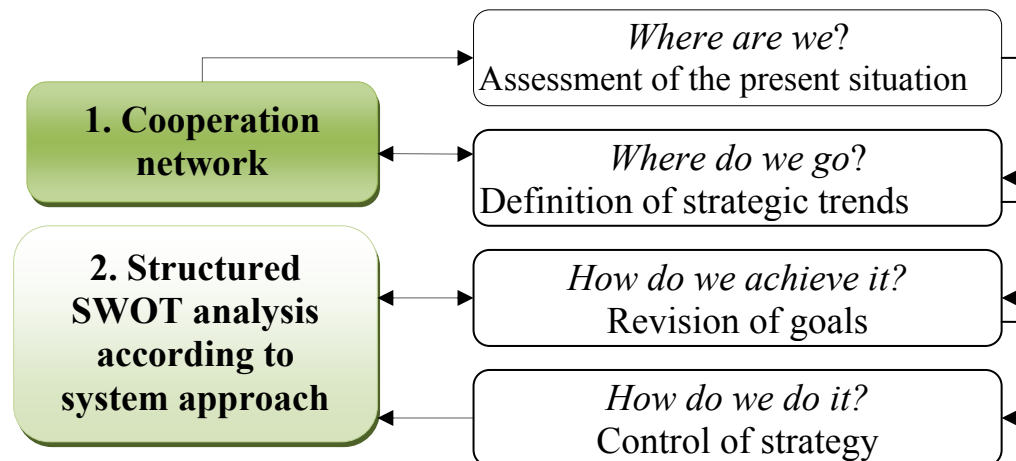 Where are we?
Assessment of the present situation
1. Cooperation
network
Where do we go?
Definition of strategic trends
2. Structured
SWOT analysis
according to
system approach
How do we achieve it?
Revision of goals
How do we do it?
Control of strategy